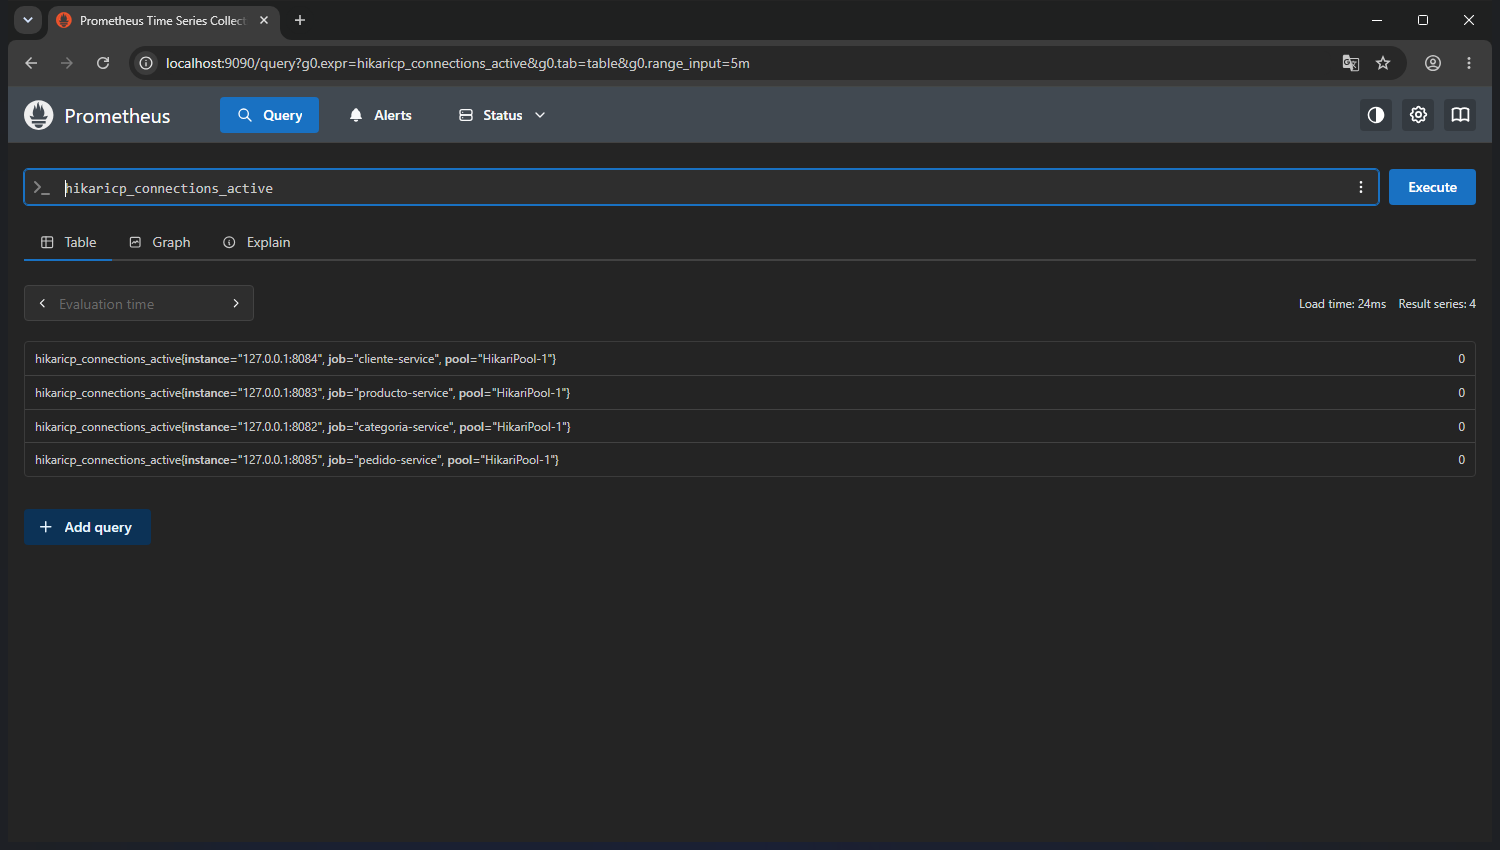 Prometheus Time Series Collect
localhost:9090/query?g0.expr=hikaricp_connections_active&g0.tab=table&g0.range_input=5m
Prometheus
Query
Alerts
Status
hikaricp_connections_active
Execute
Table
Graph
Explain
Evaluation time
Load time: 24ms Result series: 4
hikaricp_connections_active{instance="127.0.0.1:8084", job="cliente-service", pool="HikariPool-1"} 0
hikaricp_connections_active{instance="127.0.0.1:8083", job="producto-service", pool="HikariPool-1"} 0
hikaricp_connections_active{instance="127.0.0.1:8082", job="categoria-service", pool="HikariPool-1"} 0
hikaricp_connections_active{instance="127.0.0.1:8085", job="pedido-service", pool="HikariPool-1"} 0
Add query